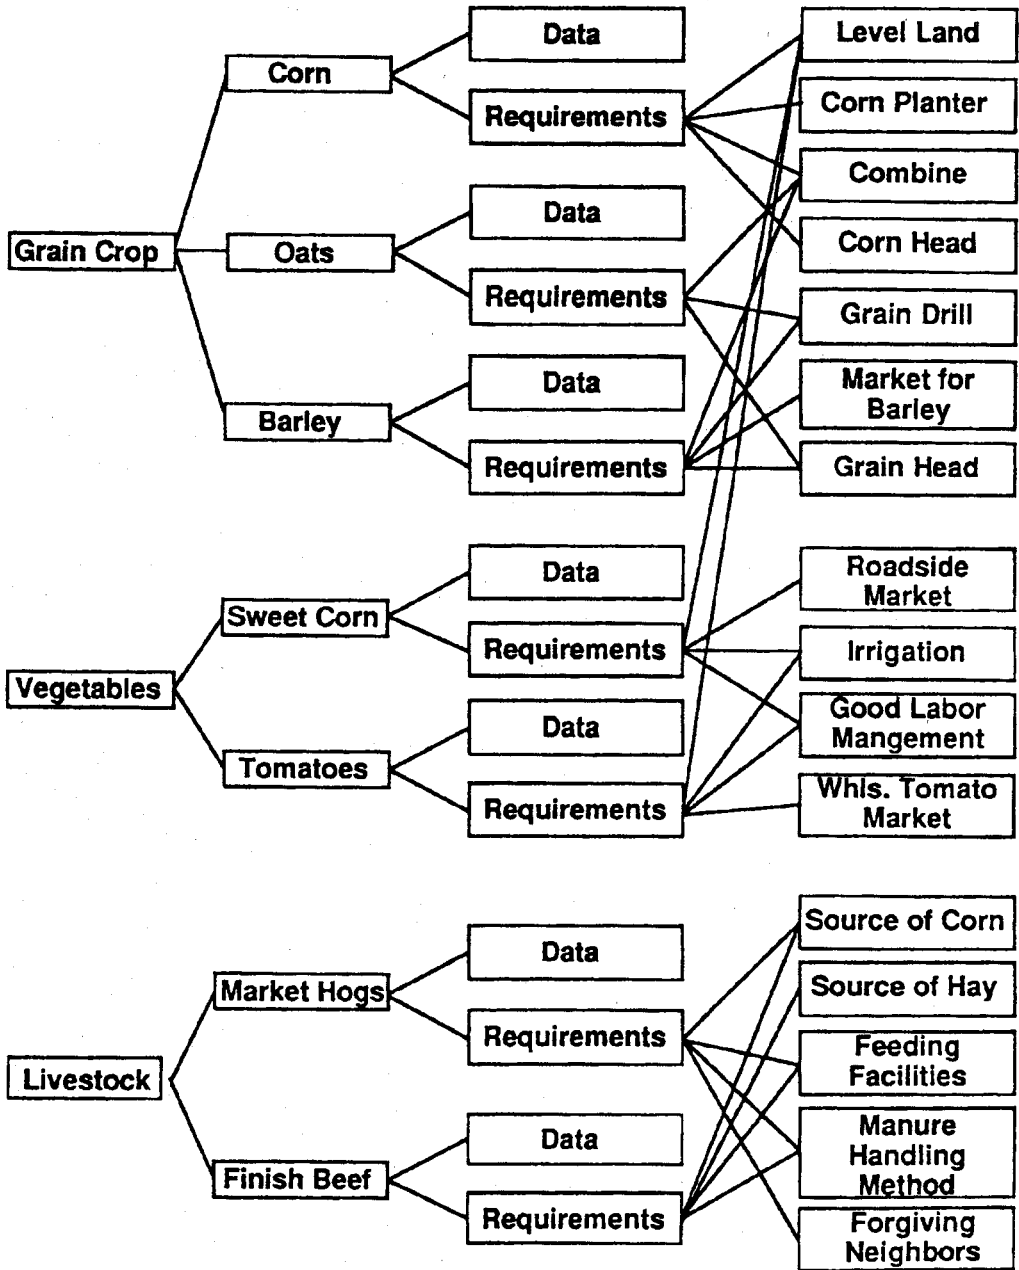 Grain Crop
Corn
Data
Requirements
Oats
Data
Requirements
Barley
Data
Requirements
Level Land
Corn Planter
Combine
Corn Head
Grain Drill
Market for
Barley
Grain Head
Vegetables
Sweet Corn
Data
Requirements
Tomatoes
Data
Requirements
Roadside
Market
Irrigation
Good Labor
Mangement
Whls. Tomato
Market
Livestock
Market Hogs
Data
Requirements
Finish Beef
Data
Requirements
Source of Corn
Source of Hay
Feeding
Facilities
Manure
Handling
Method
Forgiving
Neighbors